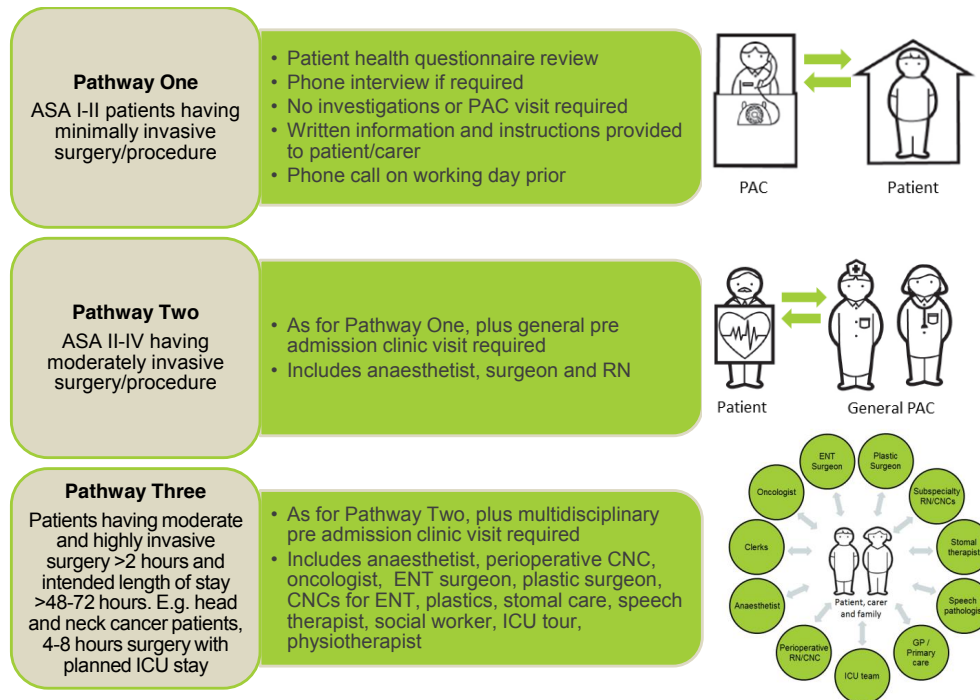 Pathway One
ASA I-II patients having
minimally invasive
surgery/procedure
• Patient health questionnaire review
• Phone interview if required
• No investigations or PAC visit required
• Written information and instructions provided
to patient/carer
• Phone call on working day prior
PAC
Patient
Pathway Two
ASA II-IV having
moderately invasive
surgery/procedure
• As for Pathway One, plus general pre
admission clinic visit required
• Includes anaesthetist, surgeon and RN
Patient
General PAC
Pathway Three
Patients having moderate
and highly invasive
surgery >2 hours and
intended length of stay
>48-72 hours. E.g. head
and neck cancer patients,
4-8 hours surgery with
planned ICU stay
• As for Pathway Two, plus multidisciplinary
pre admission clinic visit required
• Includes anaesthetist, perioperative CNC,
oncologist, ENT surgeon, plastic surgeon,
CNCs for ENT, plastics, stomal care, speech
therapist, social worker, ICU tour,
physiotherapist
ENT
Surgeon
Plastic
Surgeon
Oncologist
Subspecialty
RN/CNCs
Clerks
Stomal
therapist
Anaesthetist
Patient, carer
and family
Speech
pathologist
Perioperative
RN/CNC
GP /
Primary
care
ICU team